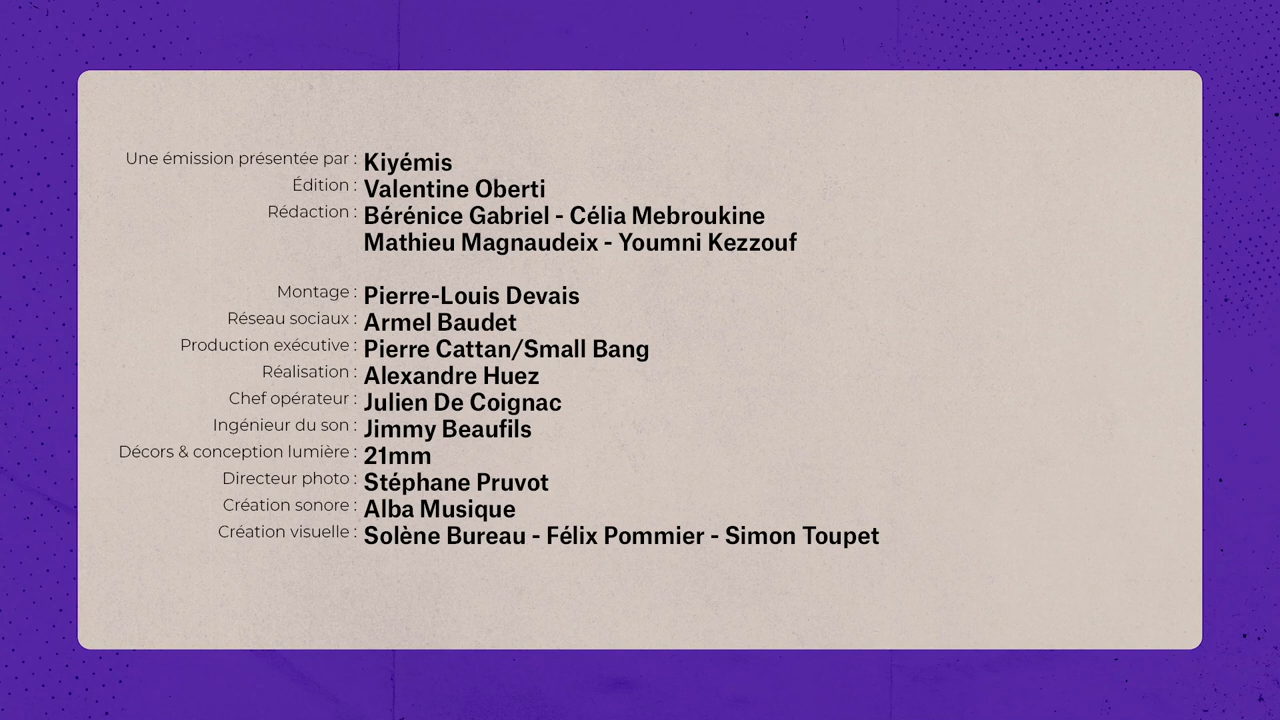 Une émission présentée par : Kiyémis
Édition : Valentine Oberti
Rédaction : Bérénice Gabriel - Célia Mebroukine
Mathieu Magnaudeix - Youmni Kezzouf
Montage : Pierre-Louis Devais
Réseau sociaux : Armel Baudet
Production exécutive : Pierre Cattan/Small Bang
Réalisation : Alexandre Huez
Chef opérateur : Julien De Coignac
Ingénieur du son : Jimmy Beaufils
Décors & conception lumière : 21mm
Directeur photo : Stéphane Pruvot
Création sonore : Alba Musique
Création visuelle : Solène Bureau - Félix Pommier - Simon Toupet